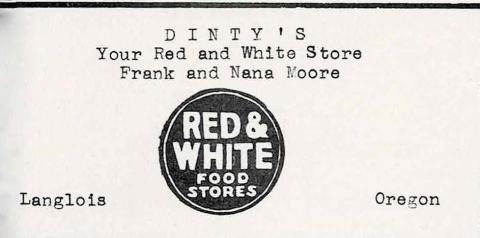 D I N T Y ' S
Your Red and White Store
Frank and Nana Moore
RED &
WHITE
FOOD
STORES
Langlois Oregon